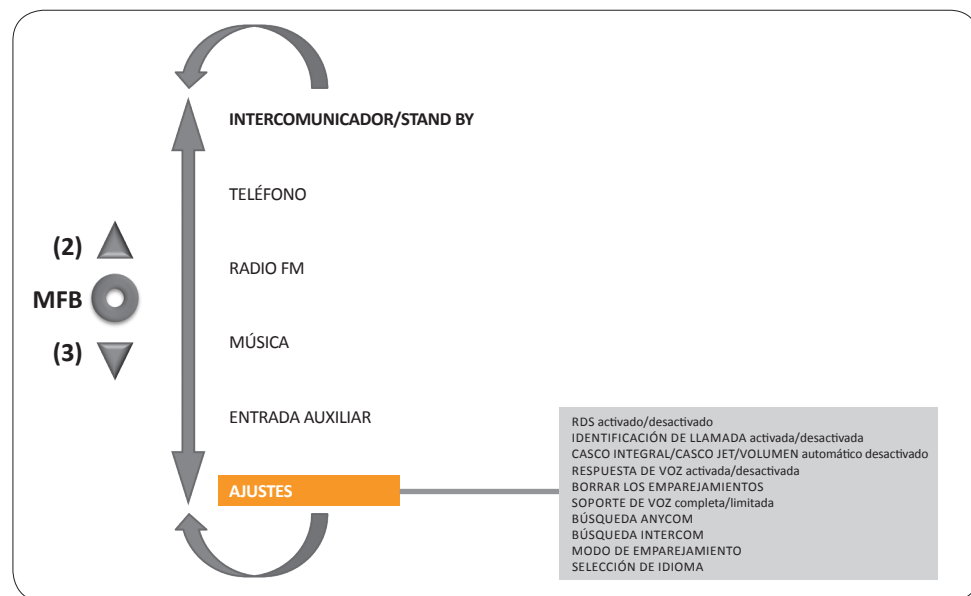 INTERCOMUNICADOR/STAND BY
TELÉFONO
(2)
RADIO FM
MFB
MÚSICA
(3)
ENTRADA AUXILIAR
AJUSTES
RDS activado/desactivado
IDENTIFICACIÓN DE LLAMADA activada/desactivada
CASCO INTEGRAL/CASCO JET/VOLUMEN automático desactivado
RESPUESTA DE VOZ activada/desactivada
BORRAR LOS EMPAREJAMIENTOS
SOPORTE DE VOZ completa/limitada
BÚSQUEDA ANYCOM
BÚSQUEDA INTERCOM
MODO DE EMPAREJAMIENTO
SELECCIÓN DE IDIOMA